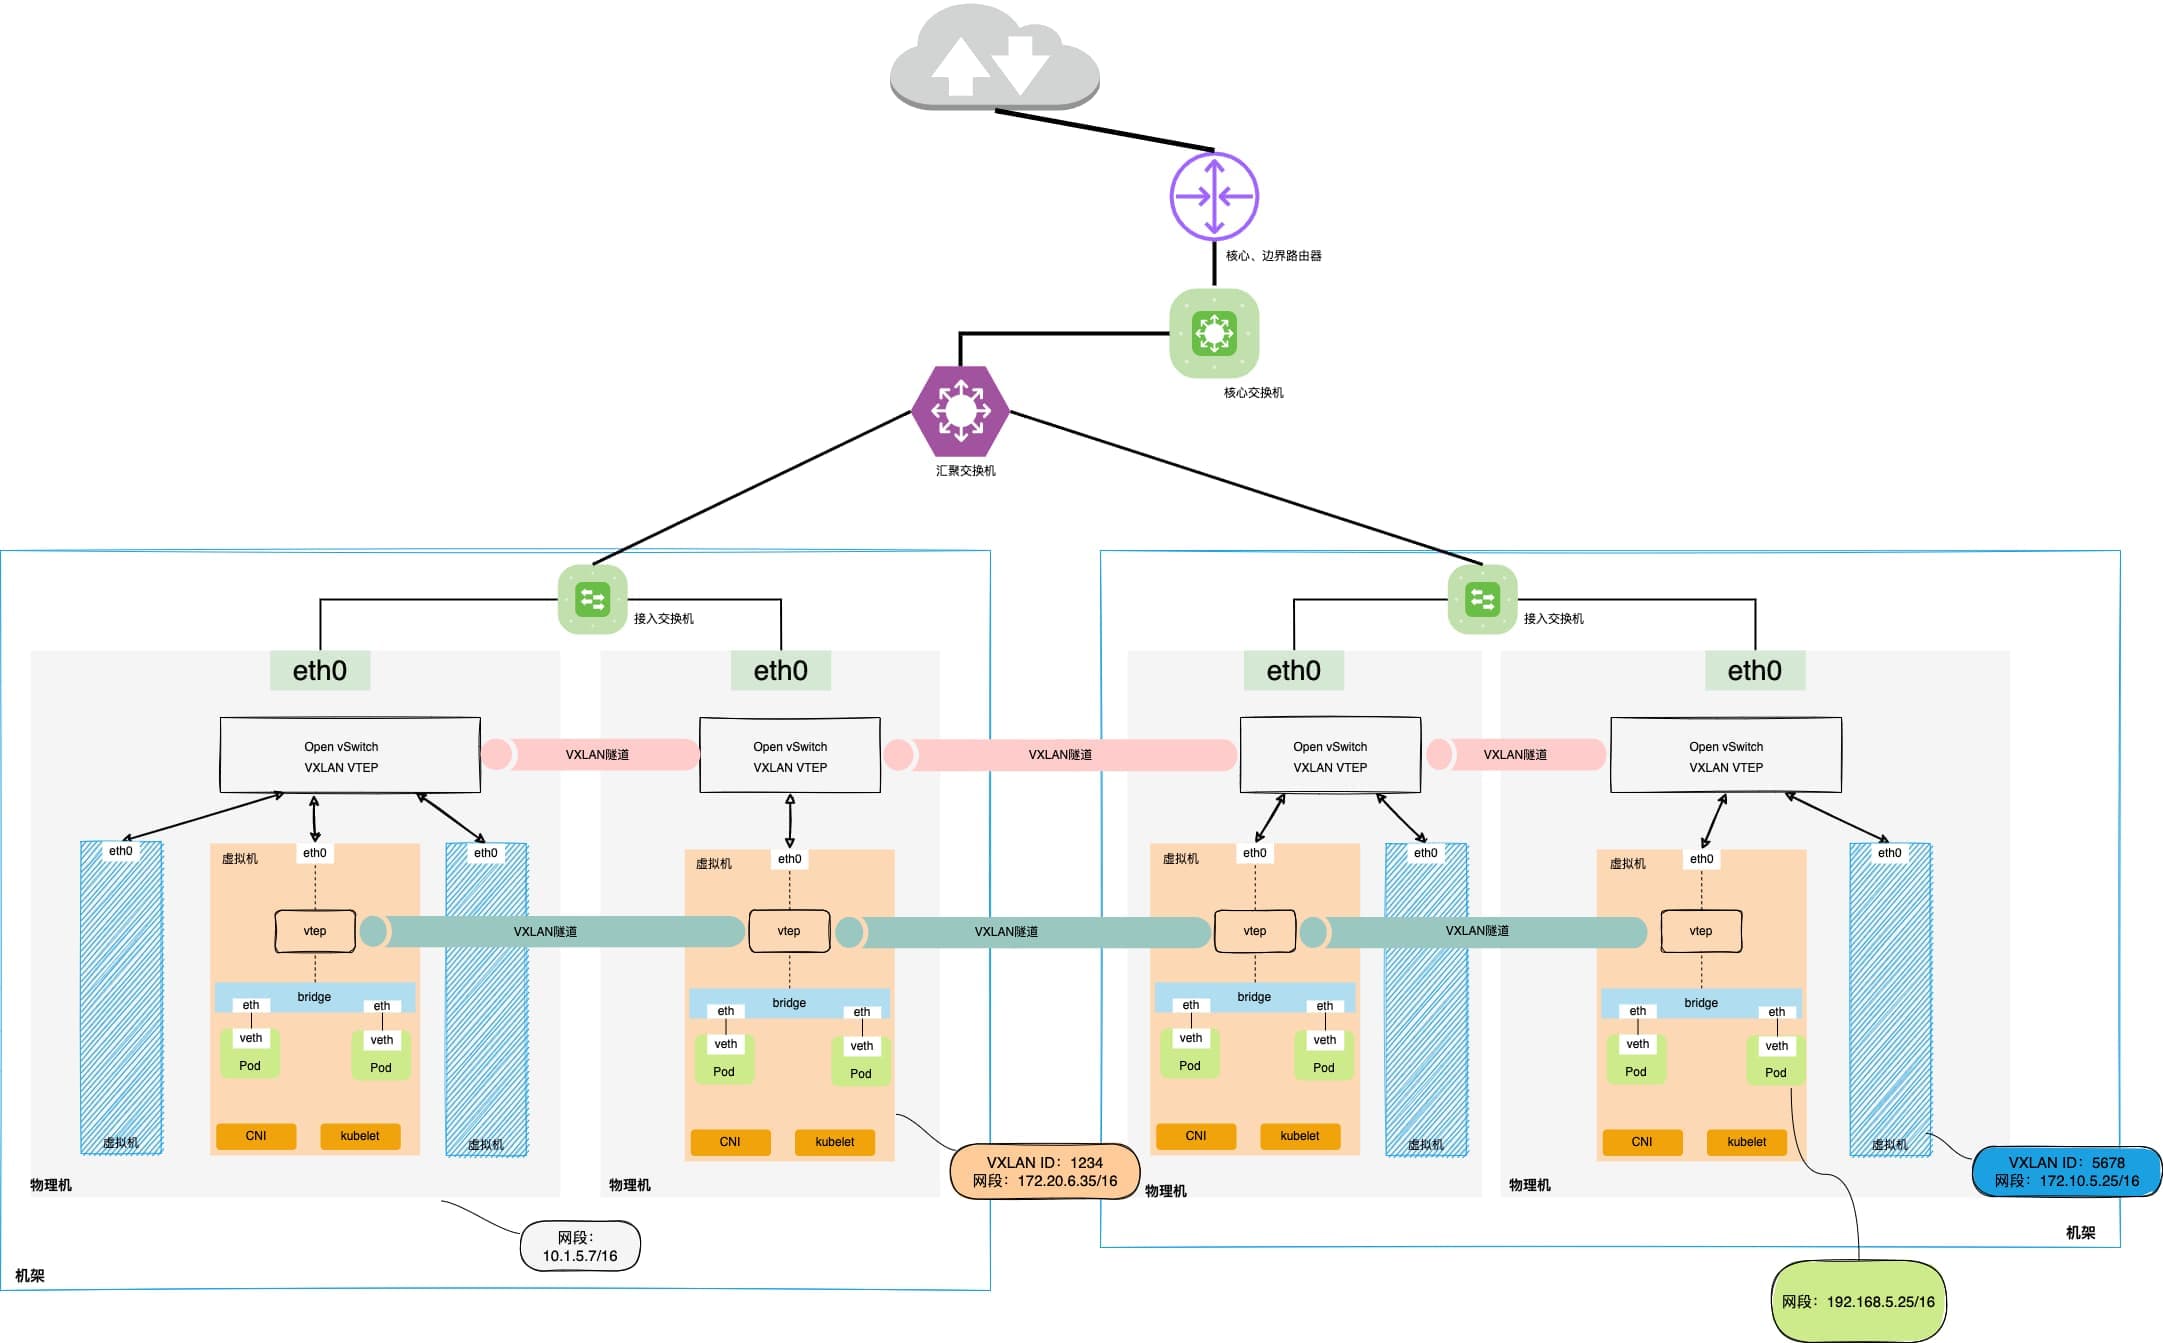 核心、边界路由器
核心交换机
汇聚交换机
接入交换机
接入交换机
eth0
eth0
eth0
eth0
Open vSwitch
VXLAN VTEP
VXLAN隧道
Open vSwitch
VXLAN VTEP
VXLAN隧道
Open vSwitch
VXLAN VTEP
VXLAN隧道
Open vSwitch
VXLAN VTEP
eth0
虚拟机
虚拟机
eth0
vtep
bridge
eth
eth
veth
veth
Pod
Pod
CNI
kubelet
eth0
虚拟机
物理机
VXLAN隧道
虚拟机
eth0
vtep
bridge
eth
eth
veth
veth
Pod
Pod
CNI
kubelet
物理机
VXLAN隧道
虚拟机
eth0
vtep
bridge
eth
eth
veth
veth
Pod
Pod
CNI
kubelet
eth0
虚拟机
物理机
VXLAN隧道
虚拟机
eth0
vtep
bridge
eth
eth
veth
veth
Pod
Pod
CNI
kubelet
eth0
虚拟机
物理机
VXLAN ID：1234
网段：172.20.6.35/16
VXLAN ID：5678
网段：172.10.5.25/16
网段：
10.1.5.7/16
机架
机架
网段：192.168.5.25/16